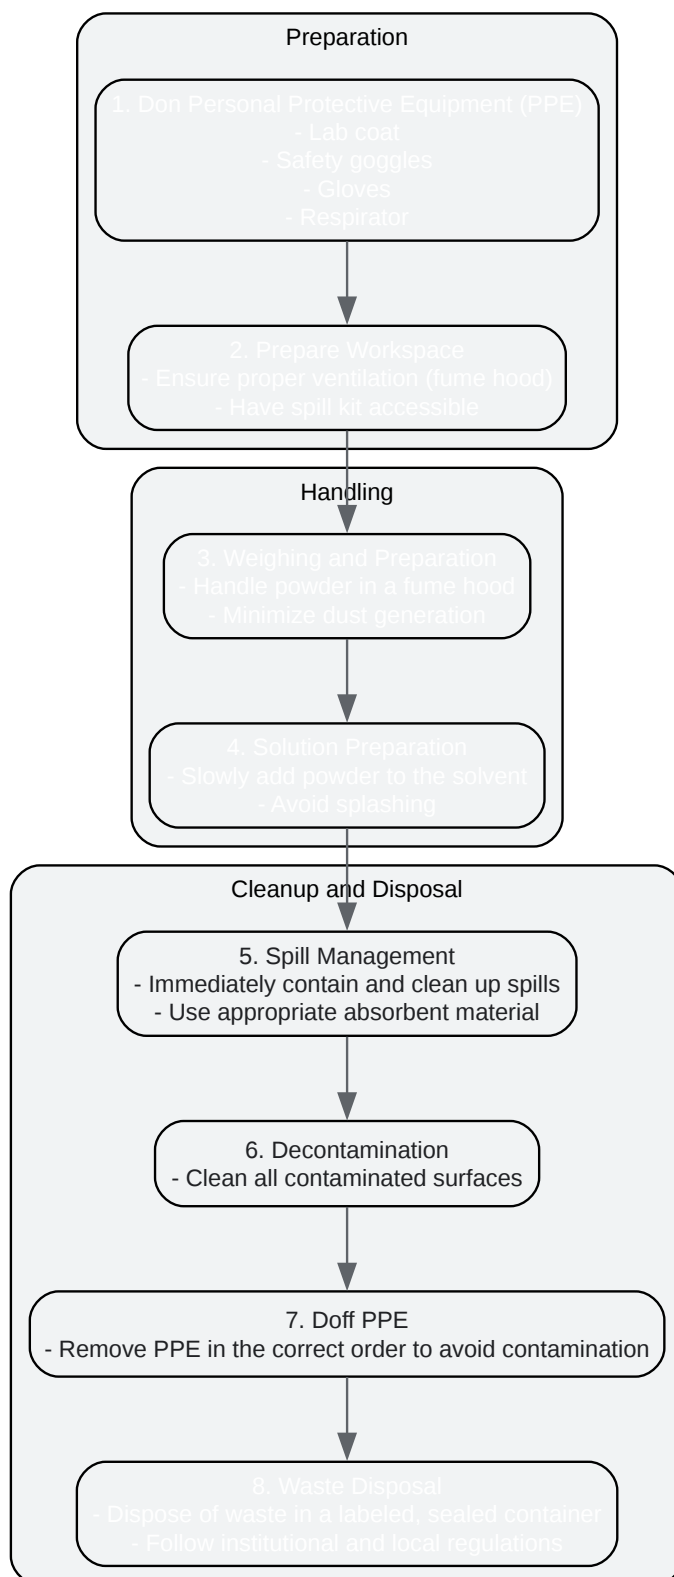 Preparation
1. Don Personal Protective Equipment (PPE)
- Lab coat
- Safety goggles
- Gloves
- Respirator
2. Prepare Workspace
- Ensure proper ventilation (fume hood)
- Have spill kit accessible
Handling
3. Weighing and Preparation
- Handle powder in a fume hood
- Minimize dust generation
4. Solution Preparation
- Slowly add powder to the solvent
- Avoid splashing
Cleanup and Disposal
5. Spill Management
- Immediately contain and clean up spills
- Use appropriate absorbent material
6. Decontamination
- Clean all contaminated surfaces
7. Doff PPE
- Remove PPE in the correct order to avoid contamination
8. Waste Disposal
- Dispose of waste in a labeled, sealed container
- Follow institutional and local regulations